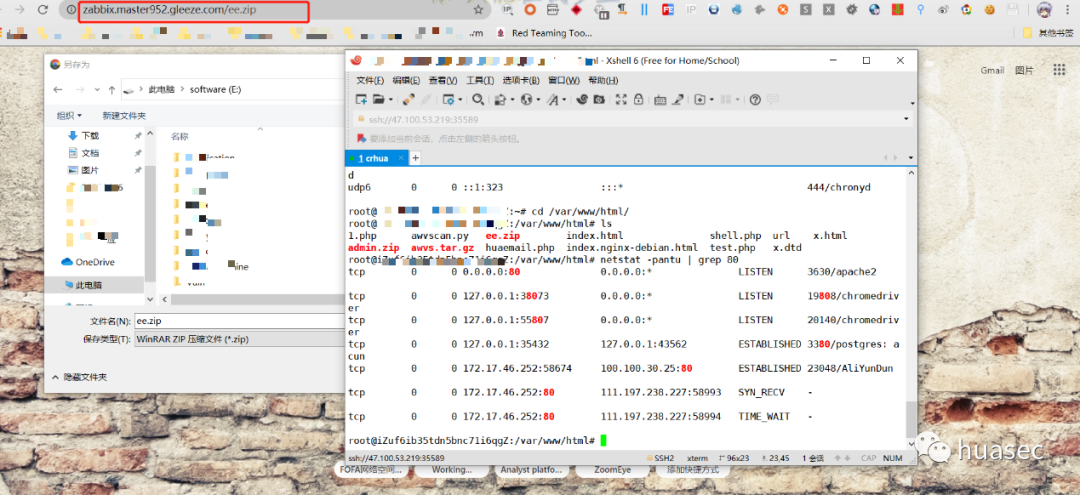 zabbix.master952.gleeze.com/ee.zip
.rm
Red Teaming Too...
其他书签
Gmail
图片
另存为
此电脑
software (E:)
组织
新建文件夹
下载
文档
图片
OneDrive
此电脑
名称
文件名(N):
ee.zip
保存类型(T):
WinRAR ZIP 压缩文件 (*.zip)
隐藏文件夹
- Xshell 6 (Free for Home/School)
文件(F) 编辑(E) 查看(V) 工具(T) 选项卡(B) 窗口(W) 帮助(H)
ssh://47.100.53.219:35589
要添加当前会话，点击左侧的箭头按钮。
1 crhua
d
udp6 0 0 ::1:323 :::* 444/chronyd
root@ :~# cd /var/www/html/
root@ :/var/www/html# ls
1.php awvscan.py ee.zip index.html shell.php url x.html
admin.zip awvs.tar.gz huaemail.php index.nginx-debian.html test.php x.dtd
:/var/www/html# netstat -pantu | grep 80
tcp 0 0 0.0.0.0:80 0.0.0.0:* LISTEN 3630/apache2
tcp 0 0 127.0.0.1:38073 0.0.0.0:* LISTEN 19808/chromedriv
er
tcp 0 0 127.0.0.1:55807 0.0.0.0:* LISTEN 20140/chromedriv
er
tcp 0 0 127.0.0.1:35432 127.0.0.1:43562 ESTABLISHED 3380/postgres: a
cun
tcp 0 0 172.17.46.252:58674 100.100.30.25:80 ESTABLISHED 23048/AliYunDun
tcp 0 0 172.17.46.252:80 111.197.238.227:58993 SYN_RECV -
tcp 0 0 172.17.46.252:80 111.197.238.227:58994 TIME_WAIT -
root@iZuf6ib35tdn5bnc71i6qgZ:/var/www/html#
ssh://47.100.53.219:35589
SSH2 xterm 96x23 23,45 1 会话 CAP NUM
FOFA网络空间...
Working...
Analyst platfo...
ZoomEye
添加快捷方式
huasec